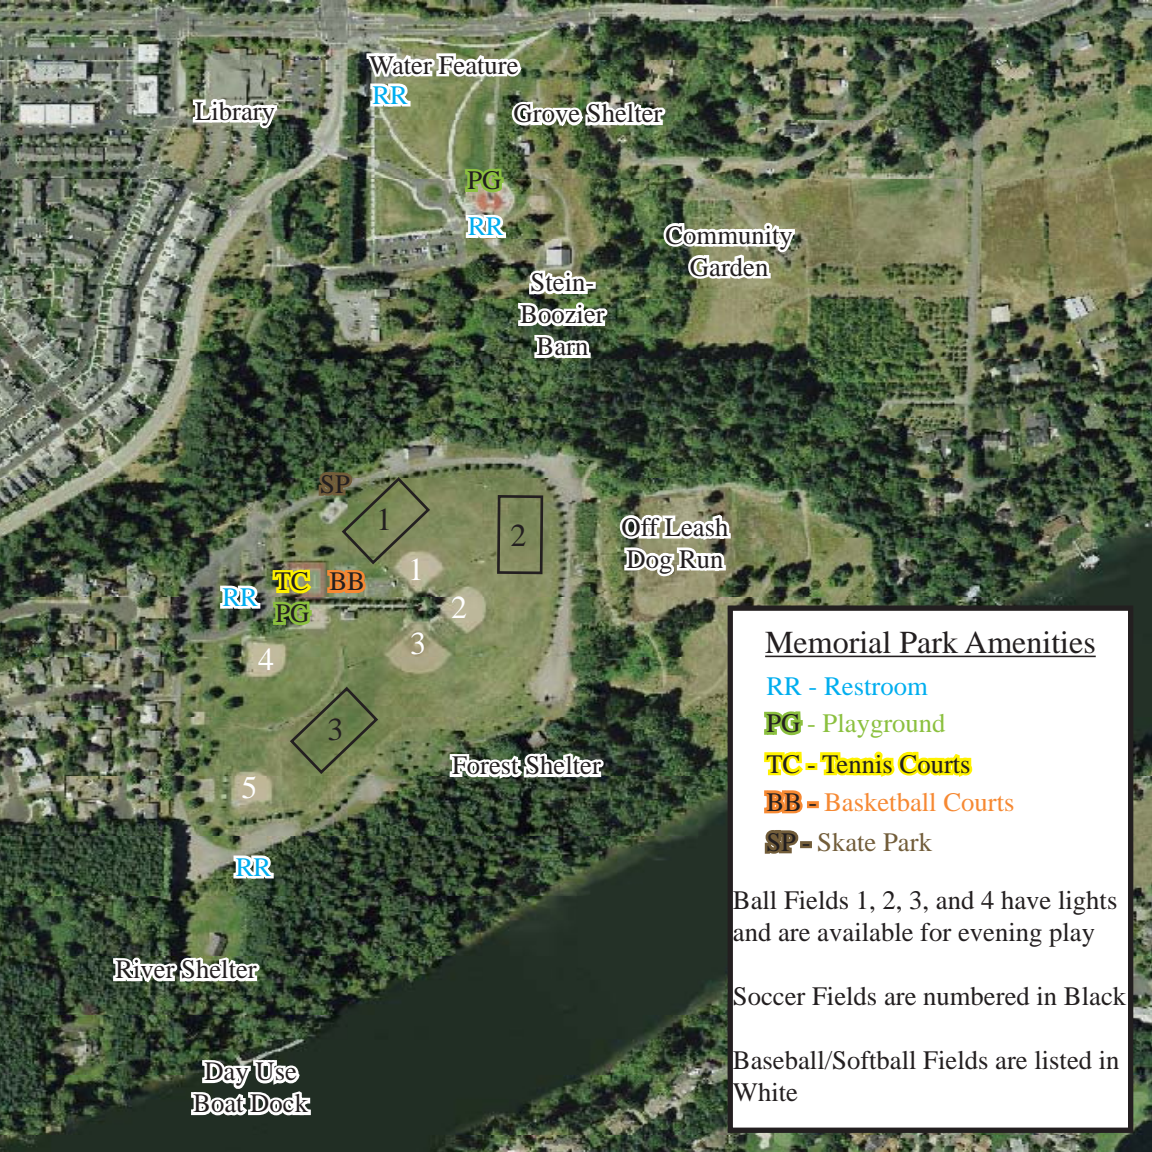 Water Feature
RR
Library
Grove Shelter
PG
RR
Community
Garden
Stein-
Boozier
Barn
SP
1
2
Off Leash
Dog Run
1
TC
BB
RR
PG
2
3
4
3
Forest Shelter
5
RR
River Shelter
Day Use
Boat Dock
Memorial Park Amenities
RR - Restroom
PG - Playground
TC - Tennis Courts
BB - Basketball Courts
SP - Skate Park
Ball Fields 1, 2, 3, and 4 have lights
and are available for evening play
Soccer Fields are numbered in Black
Baseball/Softball Fields are listed in
White